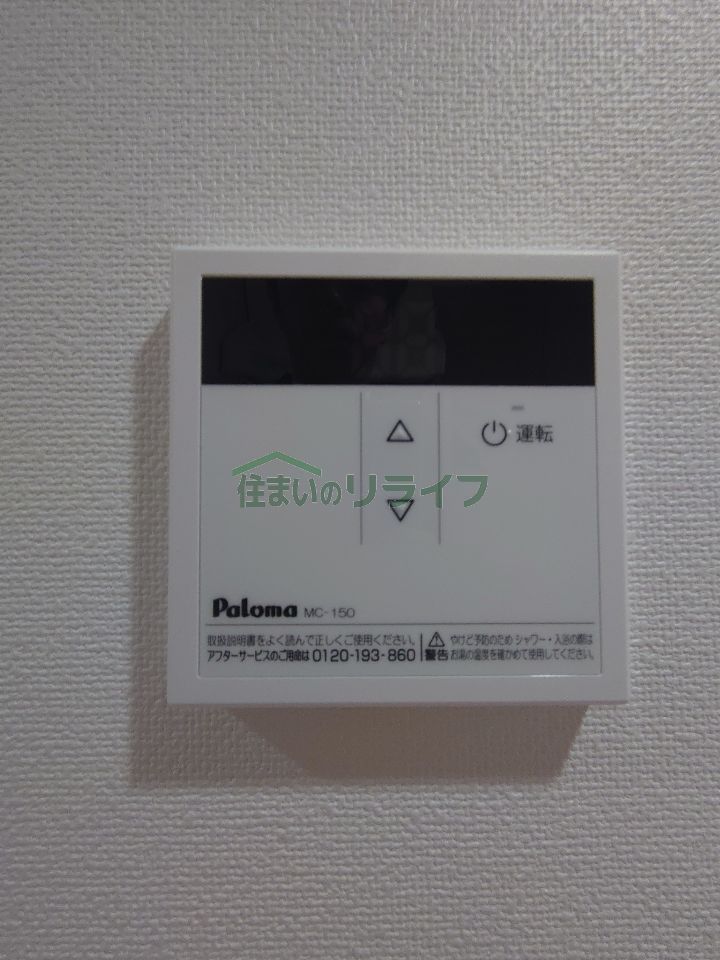 運転
住まいのリライフ
Paloma MC-150
取扱説明書をよく読んで正しくご使用ください。
アフターサービスのご用命は 0120-193-860
警告 やけど予防のため シャワー・入浴の際は
お湯の温度を確かめて使用してください。